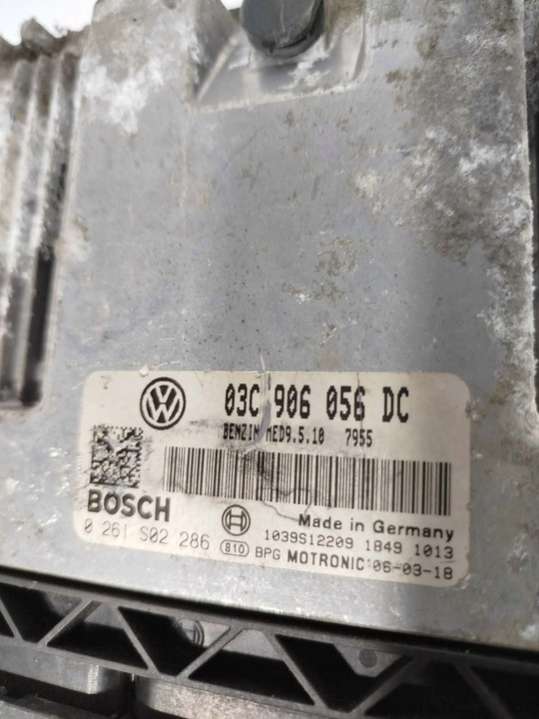 03C 906 056 DC
BENZIN MED9.5.10 7955
BOSCH
0 261 S02 286
Made in Germany
1039S12209 1849 1013
810 BPG MOTRONIC 06-03-18